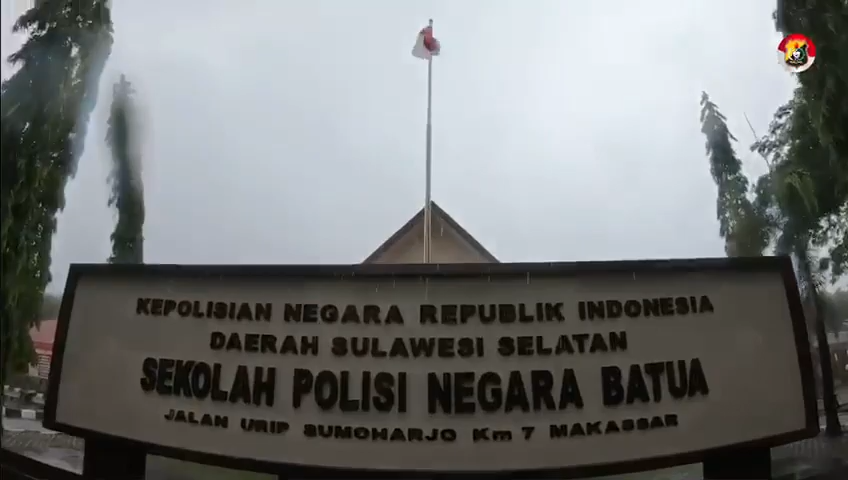 KEPOLISIAN NEGARA REPUBLIK INDONESIA
DAERAH SULAWESI SELATAN
SEKOLAH POLISI NEGARA BATUA
JALAN URIP SUMOHARJO Km 7 MAKASSAR